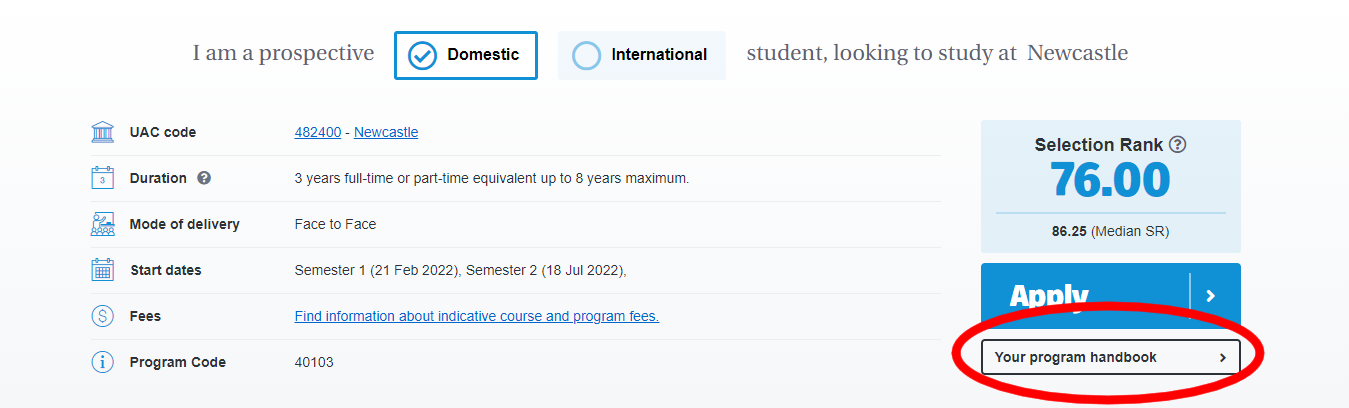 I am a prospective Domestic International student, looking to study at Newcastle
UAC code 482400 - Newcastle
Duration ? 3 years full-time or part-time equivalent up to 8 years maximum.
Mode of delivery Face to Face
Start dates Semester 1 (21 Feb 2022), Semester 2 (18 Jul 2022),
Fees Find information about indicative course and program fees.
Program Code 40103
Selection Rank ?
76.00
86.25 (Median SR)
Apply
Your program handbook